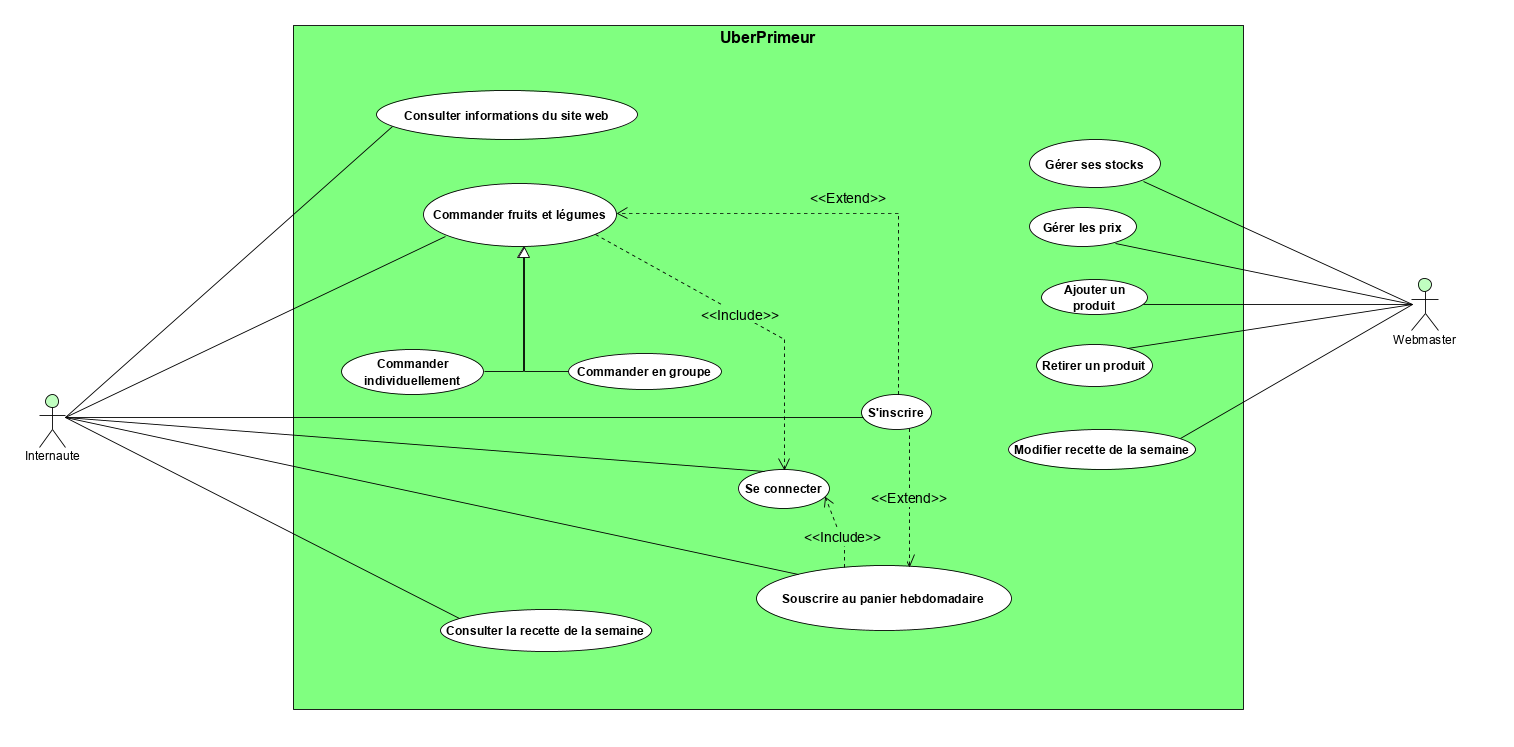 UberPrimeur
Consulter informations du site web
Gérer ses stocks
<<Extend>>
Commander fruits et légumes
Gérer les prix
Ajouter un
produit
<<Include>>
Webmaster
Commander
individuellement
Commander en groupe
Retirer un produit
S'inscrire
Modifier recette de la semaine
Internaute
Se connecter
<<Extend>>
<<Include>>
Souscrire au panier hebdomadaire
Consulter la recette de la semaine